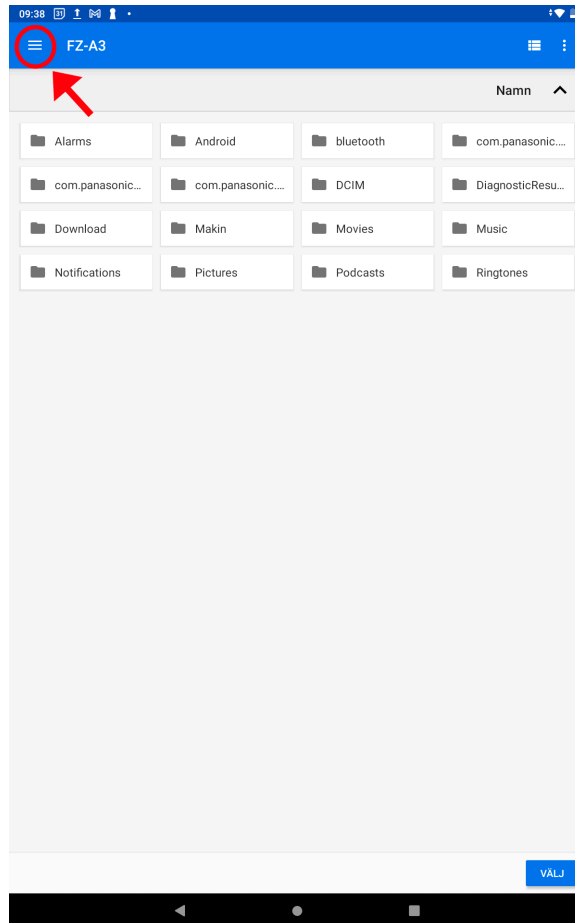 09:38 31
FZ-A3
Namn
Alarms Android bluetooth com.panasonic....
com.panasonic... com.panasonic.... DCIM DiagnosticResu...
Download Makin Movies Music
Notifications Pictures Podcasts Ringtones
VÄLJ